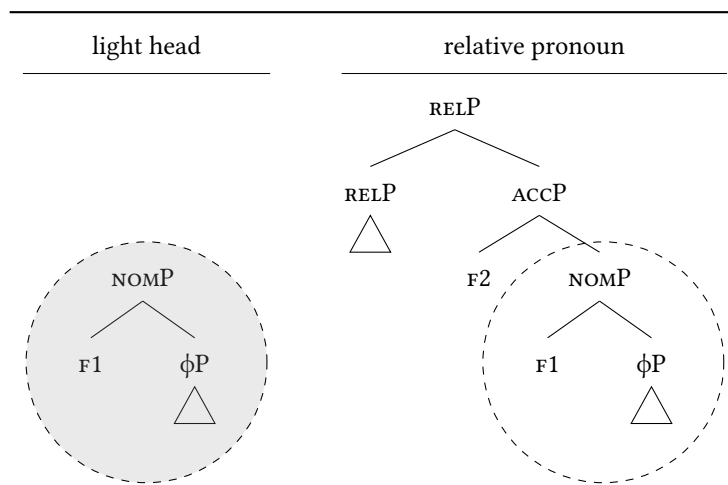 light head relative pronoun
RELP
RELP ACCP
NOMP F2 NOMP
F1 ϕP F1 ϕP